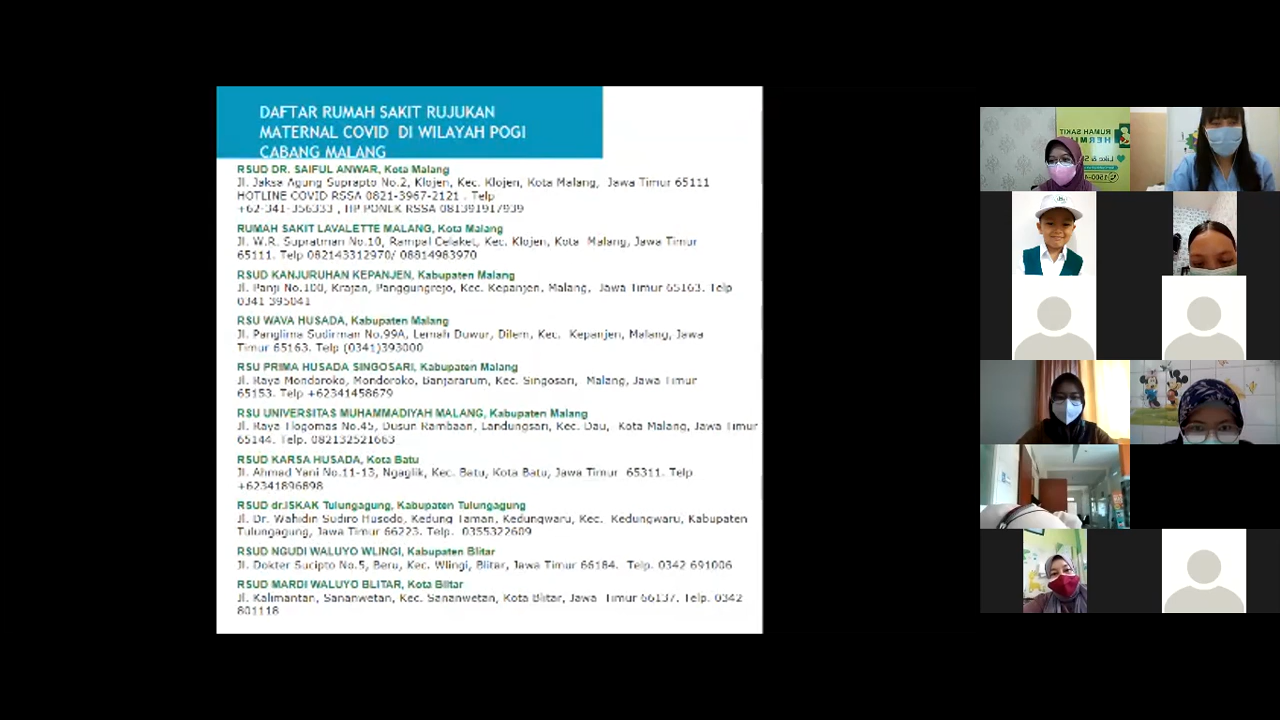 DAFTAR RUMAH SAKIT RUJUKAN
MATERNAL COVID DI WILAYAH POGI
CABANG MALANG
RSUD DR. SAIFUL ANWAR, Kota Malang
Jl. Jaksa Agung Suprapto No.2, Klojen, Kec. Klojen, Kota Malang, Jawa Timur 65111
HOTLINE COVID RSSA 0821-3967-2121 . Telp
+62-341-356333 , HP PONEK RSSA 081391917939
RUMAH SAKIT LAVALETTE MALANG, Kota Malang
Jl. W.R. Supratman No.10, Rampal Celaket, Kec. Klojen, Kota Malang, Jawa Timur
65111. Telp 082143312970/ 08814983970
RSUD KANJURUHAN KEPANJEN, Kabupaten Malang
Jl. Panji No.100, Krajan, Panggungrejo, Kec. Kepanjen, Malang, Jawa Timur 65163. Telp
0341 395041
RSU WAVA HUSADA, Kabupaten Malang
Jl. Panglima Sudirman No.99A, Lemah Duwur, Dilem, Kec. Kepanjen, Malang, Jawa
Timur 65163. Telp (0341)393000
RSU PRIMA HUSADA SINGOSARI, Kabupaten Malang
Jl. Raya Mondoroko, Mondoroko, Banjararum, Kec. Singosari, Malang, Jawa Timur
65153. Telp +62341458679
RSU UNIVERSITAS MUHAMMADIYAH MALANG, Kabupaten Malang
Jl. Raya Tlogomas No.45, Dusun Rambaan, Landungsari, Kec. Dau, Kota Malang, Jawa Timur
65144. Telp. 082132521663
RSUD KARSA HUSADA, Kota Batu
Jl. Ahmad Yani No.11-13, Ngaglik, Kec. Batu, Kota Batu, Jawa Timur 65311. Telp
+62341896898
RSUD dr.ISKAK Tulungagung, Kabupaten Tulungagung
Jl. Dr. Wahidin Sudiro Husodo, Kedung Taman, Kedungwaru, Kec. Kedungwaru, Kabupaten
Tulungagung, Jawa Timur 66223. Telp. 0355322609
RSUD NGUDI WALUYO WLINGI, Kabupaten Blitar
Jl. Dokter Sucipto No.5, Beru, Kec. Wlingi, Blitar, Jawa Timur 66184. Telp. 0342 691006
RSUD MARDI WALUYO BLITAR, Kota Blitar
Jl. Kalimantan, Sananwetan, Kec. Sananwetan, Kota Blitar, Jawa Timur 66137. Telp. 0342
801118
RUMAH SAKIT